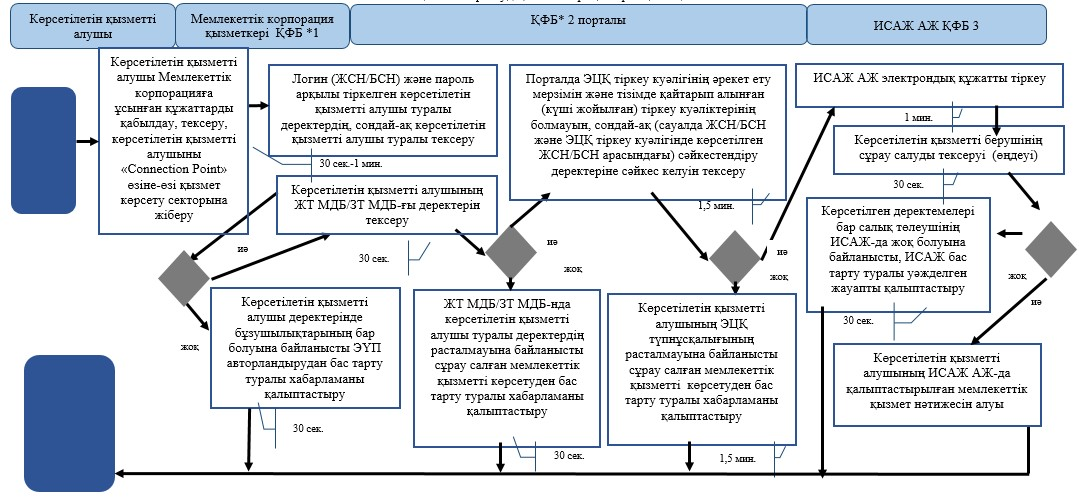 Көрсетілетін қызметті
алушы
Мемлекеттік корпорация
қызметкері ҚФБ *1
ҚФБ* 2 порталы
ИСАЖ АЖ ҚФБ 3
Көрсетілетін қызметті
алушы Мемлекеттік
корпорацияға
ұсынған құжаттарды
қабылдау, тексеру,
көрсетілетін қызметті
алушыны
«Connection Point»
өзіне-өзі қызмет
көрсету секторына
жіберу
Логин (ЖСН/БСН) және пароль
арқылы тіркелген көрсетілетін
қызметті алушы туралы
деректердің, сондай-ақ көрсетілетін
қызметті алушы туралы тексеру
30 сек.-1 мин.
Көрсетілетін қызметті алушының
ЖТ МДБ/ЗТ МДБ-ғы деректерін
тексеру
30 сек.
иә
жоқ
Көрсетілетін қызметті
алушы деректерінде
бұзушылықтарының бар
болуына байланысты ЭҮП
авторландырудан бас тарту
туралы хабарламаны
қалыптастыру
30 сек.
Порталда ЭЦҚ тіркеу куәлігінің әрекет ету
мерзімін және тізімде қайтарып алынған
(күші жойылған) тіркеу куәліктерінің
болмауын, сондай-ақ (сауалда ЖСН/БСН
және ЭЦҚ тіркеу куәлігінде көрсетілген
ЖСН/БСН арасындағы) сәйкестендіру
деректеріне сәйкес келуін тексеру
1,5 мин.
иә
жоқ
ЖТ МДБ/ЗТ МДБ-нда
көрсетілетін қызметті
алушы туралы деректердің
расталмауына байланысты
сұрау салған мемлекеттік
қызметті көрсетуден бас
тарту туралы хабарламаны
қалыптастыру
30 сек.
иә
жоқ
Көрсетілетін қызметті
алушының ЭЦҚ
түпнұсқалығының
расталмауына байланысты
сұрау салған мемлекеттік
қызметті көрсетуден бас
тарту туралы хабарламаны
қалыптастыру
1,5 мин.
ИСАЖ АЖ электрондық құжатты тіркеу
1 мин.
Көрсетілетін қызметті берушінің
сұрау салуды тексеруі (өңдеуі)
30 сек.
Көрсетілген деректемелері
бар салық төлеушінің
ИСАЖ-да жоқ болуына
байланысты, ИСАЖ бас
тарту туралы уәжделген
жауапты қалыптастыру
30 сек.
жоқ
иә
Көрсетілетін қызметті
алушының ИСАЖ АЖ-да
қалыптастырылған мемлекеттік
қызмет нәтижесін алуы